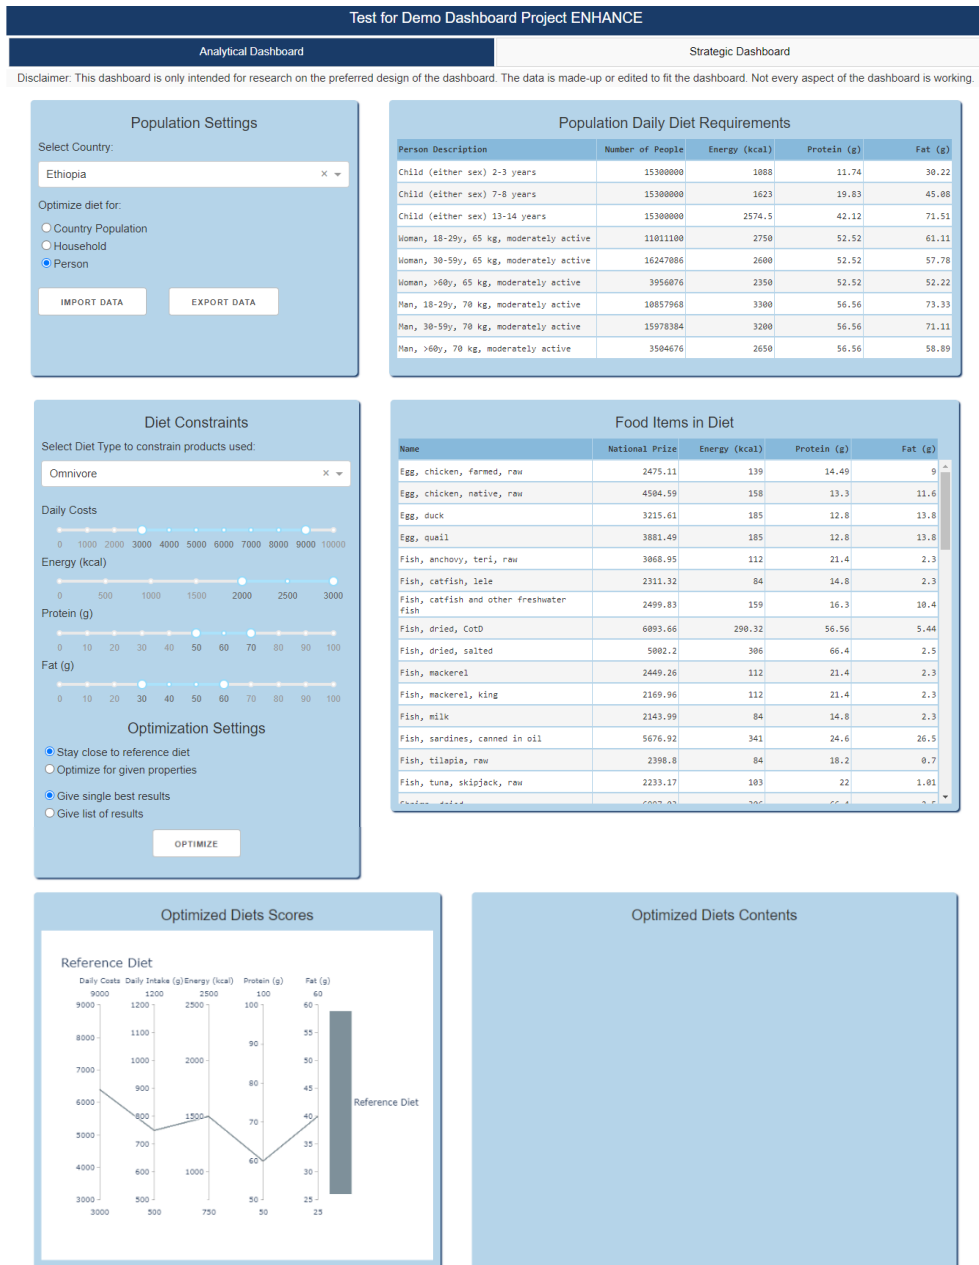 Test for Demo Dashboard Project ENHANCE
Analytical Dashboard
Strategic Dashboard
Disclaimer: This dashboard is only intended for research on the preferred design of the dashboard. The data is made-up or edited to fit the dashboard. Not every aspect of the dashboard is working.
Population Settings
Select Country:
Ethiopia
Optimize diet for:
Country Population
Household
Person
IMPORT DATA EXPORT DATA
Population Daily Diet Requirements
Person Description Number of People Energy (kcal) Protein (g) Fat (g)
Child (either sex) 2-3 years 15300000 1088 11.74 30.22
Child (either sex) 7-8 years 15300000 1623 19.83 45.08
Child (either sex) 13-14 years 15300000 2574.5 42.12 71.51
Woman, 18-29y, 65 kg, moderately active 11011100 2750 52.52 61.11
Woman, 30-59y, 65 kg, moderately active 16247086 2600 52.52 57.78
Woman, >60y, 65 kg, moderately active 3956076 2350 52.52 52.22
Man, 18-29y, 70 kg, moderately active 10857968 3300 56.56 73.33
Man, 30-59y, 70 kg, moderately active 15978384 3200 56.56 71.11
Man, >60y, 70 kg, moderately active 3504676 2650 56.56 58.89
Diet Constraints
Select Diet Type to constrain products used:
Omnivore
Daily Costs
0 1000 2000 3000 4000 5000 6000 7000 8000 9000 10000
Energy (kcal)
0 500 1000 1500 2000 2500 3000
Protein (g)
0 10 20 30 40 50 60 70 80 90 100
Fat (g)
0 10 20 30 40 50 60 70 80 90 100
Optimization Settings
Stay close to reference diet
Optimize for given properties
Give single best results
Give list of results
OPTIMIZE
Food Items in Diet
Name National Prize Energy (kcal) Protein (g) Fat (g)
Egg, chicken, farmed, raw 2475.11 139 14.49 9
Egg, chicken, native, raw 4504.59 158 13.3 11.6
Egg, duck 3215.61 185 12.8 13.8
Egg, quail 3881.49 185 12.8 13.8
Fish, anchovy, teri, raw 3068.95 112 21.4 2.3
Fish, catfish, lele 2311.32 84 14.8 2.3
Fish, catfish and other freshwater
fish 2499.83 159 16.3 10.4
Fish, dried, CotD 6093.66 290.32 56.56 5.44
Fish, dried, salted 5002.2 306 66.4 2.5
Fish, mackerel 2449.26 112 21.4 2.3
Fish, mackerel, king 2169.96 112 21.4 2.3
Fish, milk 2143.99 84 14.8 2.3
Fish, sardines, canned in oil 5676.92 341 24.6 26.5
Fish, tilapia, raw 2398.8 84 18.2 0.7
Fish, tuna, skipjack, raw 2233.17 103 22 1.01
Optimized Diets Scores
Reference Diet
Daily Costs Daily Intake (g) Energy (kcal) Protein (g) Fat (g)
9000 1200 2500 100 60
9000 1200 2500 100 60
55
1100
90
8000
1000 2000 50
7000
80
900 45
6000
800 1500 40
Reference Diet
70
5000
700 35
60
4000
600 1000 30
3000 500 50 25
3000 500 750 50 25
Optimized Diets Contents